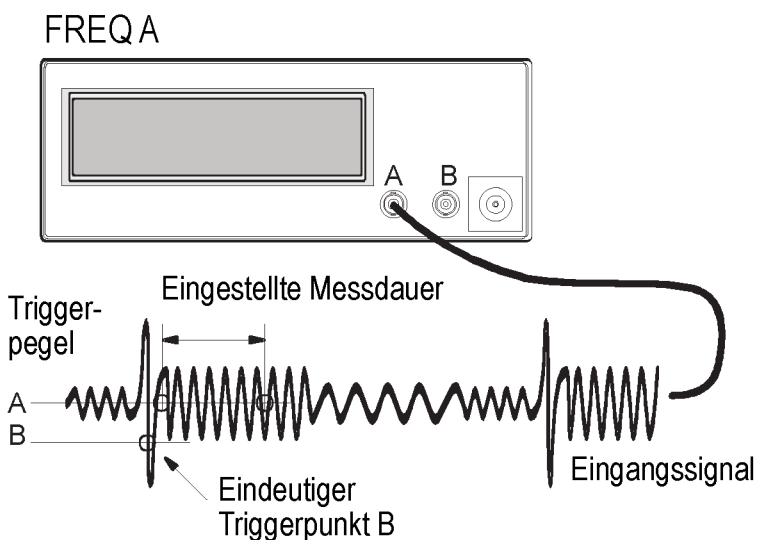 FREQ A
A B
Eingestellte Messdauer
Trigger-
pegel
A
B
Eingangssignal
Eindeutiger
Triggerpunkt B